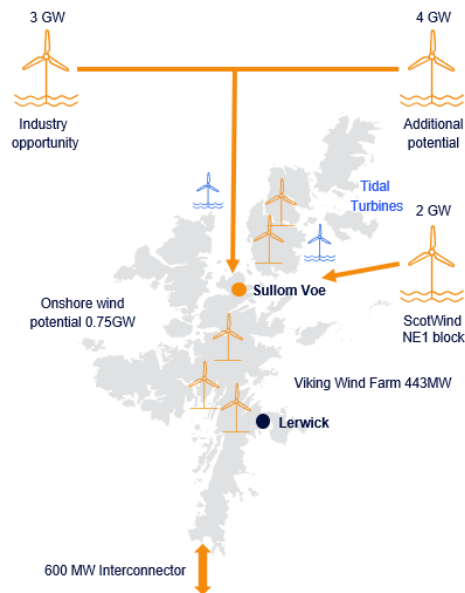 3 GW
4 GW
Industry
opportunity
Additional
potential
Tidal
Turbines
2 GW
Sullom Voe
Onshore wind
potential 0.75GW
ScotWind
NE1 block
Viking Wind Farm 443MW
Lerwick
600 MW Interconnector